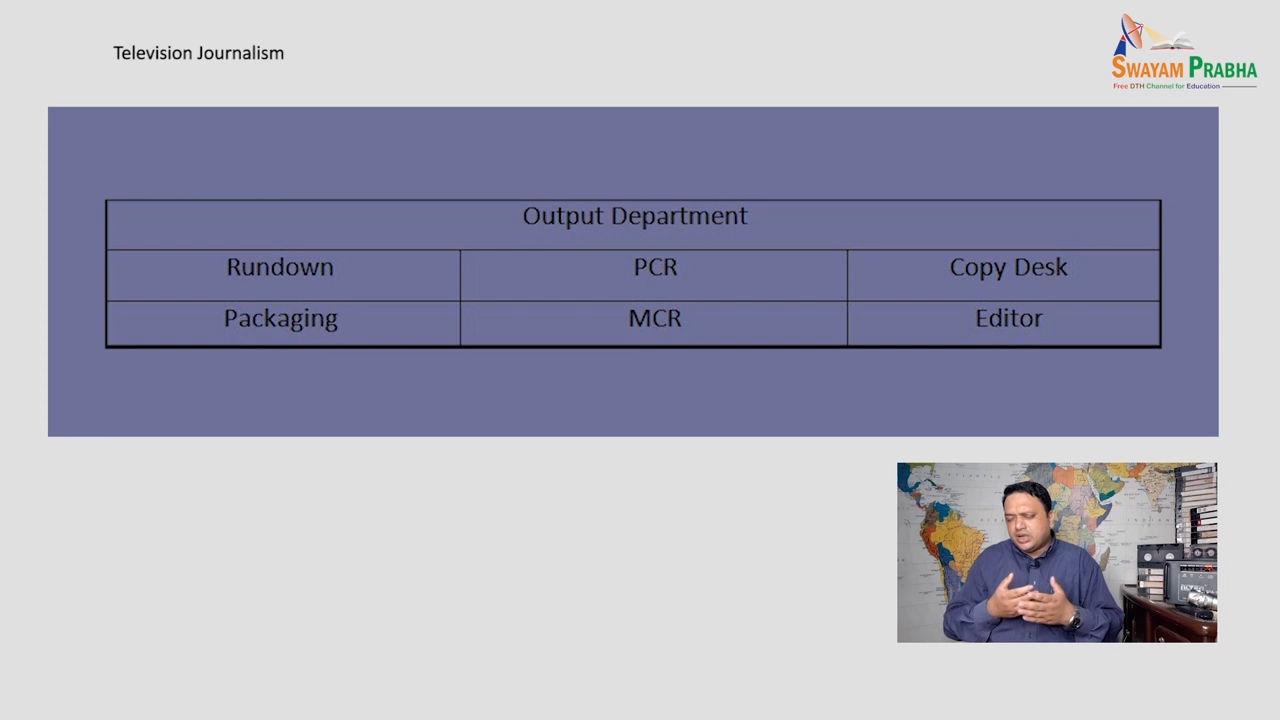 Television Journalism
SWAYAM PRABHA
Free DTH Channel for Education
Output Department
Rundown PCR Copy Desk
Packaging MCR Editor